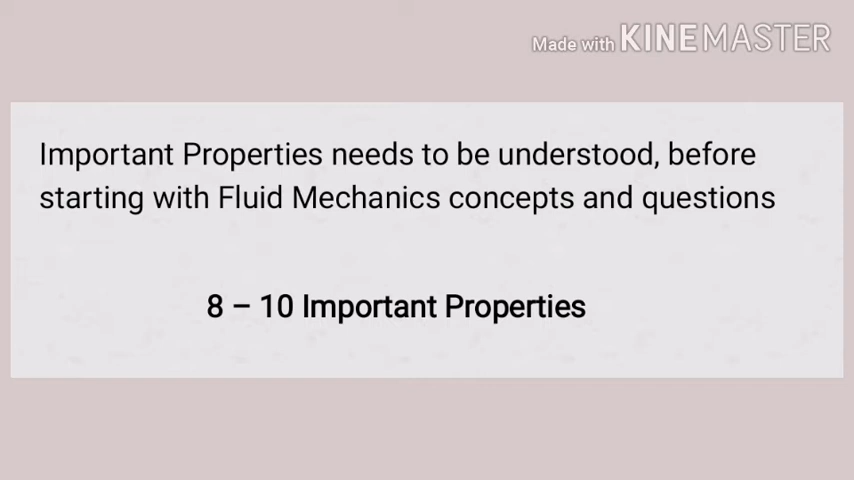 Made with KINEMASTER
Important Properties needs to be understood, before
starting with Fluid Mechanics concepts and questions
8 – 10 Important Properties